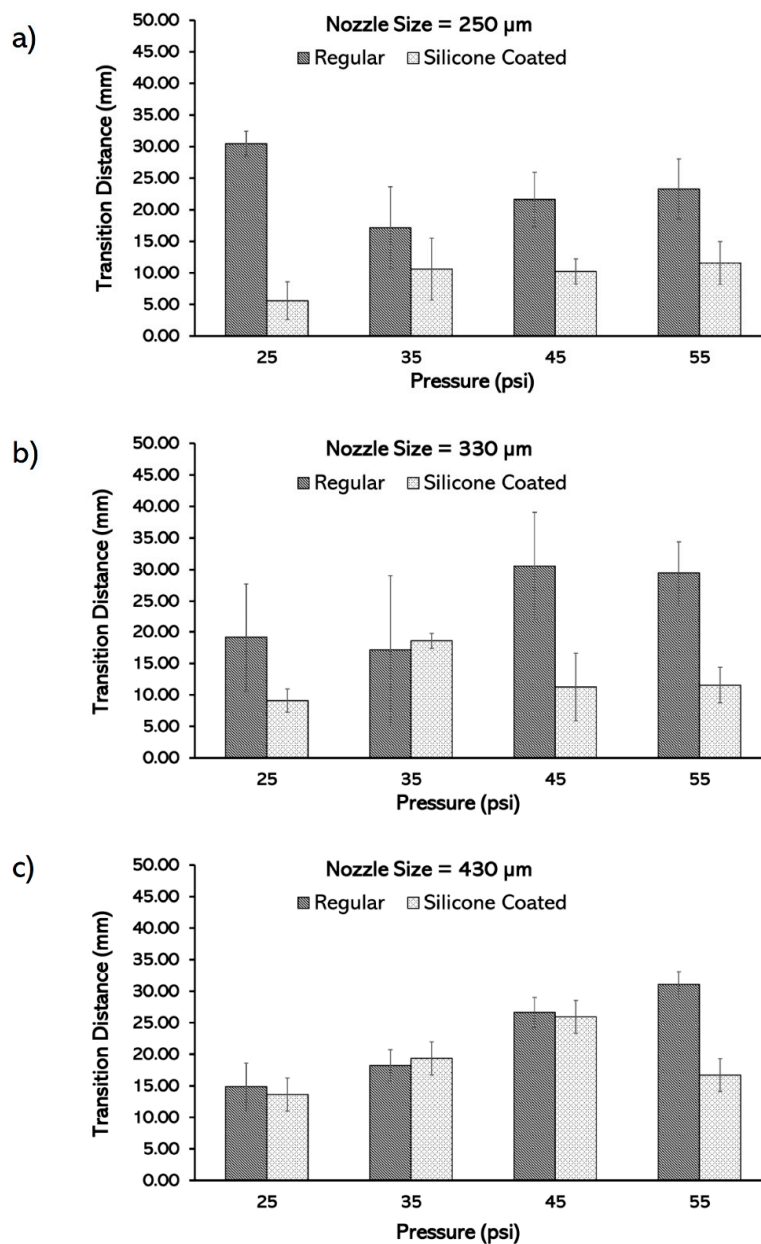 a)
Nozzle Size = 250 µm
Regular Silicone Coated
Transition Distance (mm)
50.00
45.00
40.00
35.00
30.00
25.00
20.00
15.00
10.00
5.00
0.00
25 35 45 55
Pressure (psi)
b)
Nozzle Size = 330 µm
Regular Silicone Coated
Transition Distance (mm)
50.00
45.00
40.00
35.00
30.00
25.00
20.00
15.00
10.00
5.00
0.00
25 35 45 55
Pressure (psi)
c)
Nozzle Size = 430 µm
Regular Silicone Coated
Transition Distance (mm)
50.00
45.00
40.00
35.00
30.00
25.00
20.00
15.00
10.00
5.00
0.00
25 35 45 55
Pressure (psi)